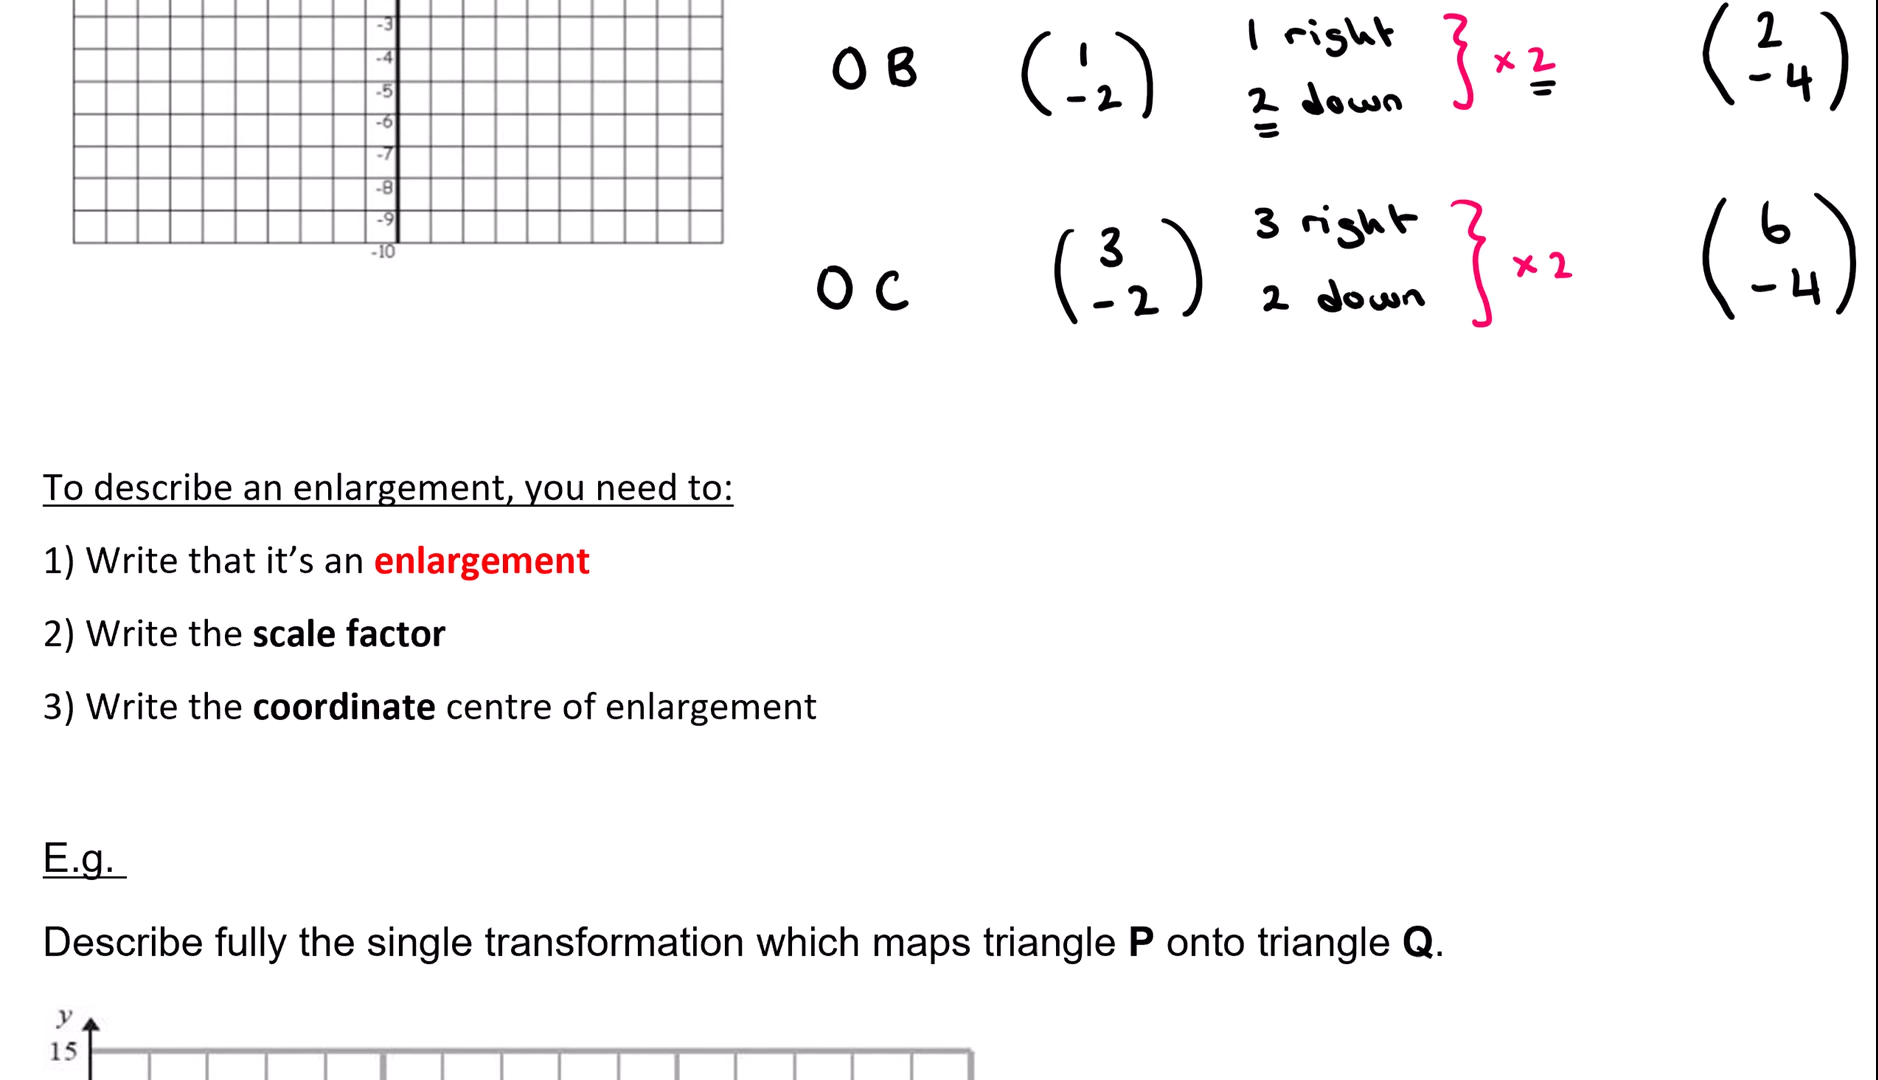 -3
-4
-5
-6
-7
-8
-9
-10
O B (1 -2) 1 right 2 down } × 2 (2 -4)
O C (3 -2) 3 right 2 down } × 2 (6 -4)
To describe an enlargement, you need to:
1) Write that it’s an enlargement
2) Write the scale factor
3) Write the coordinate centre of enlargement
E.g.
Describe fully the single transformation which maps triangle P onto triangle Q.
y
15